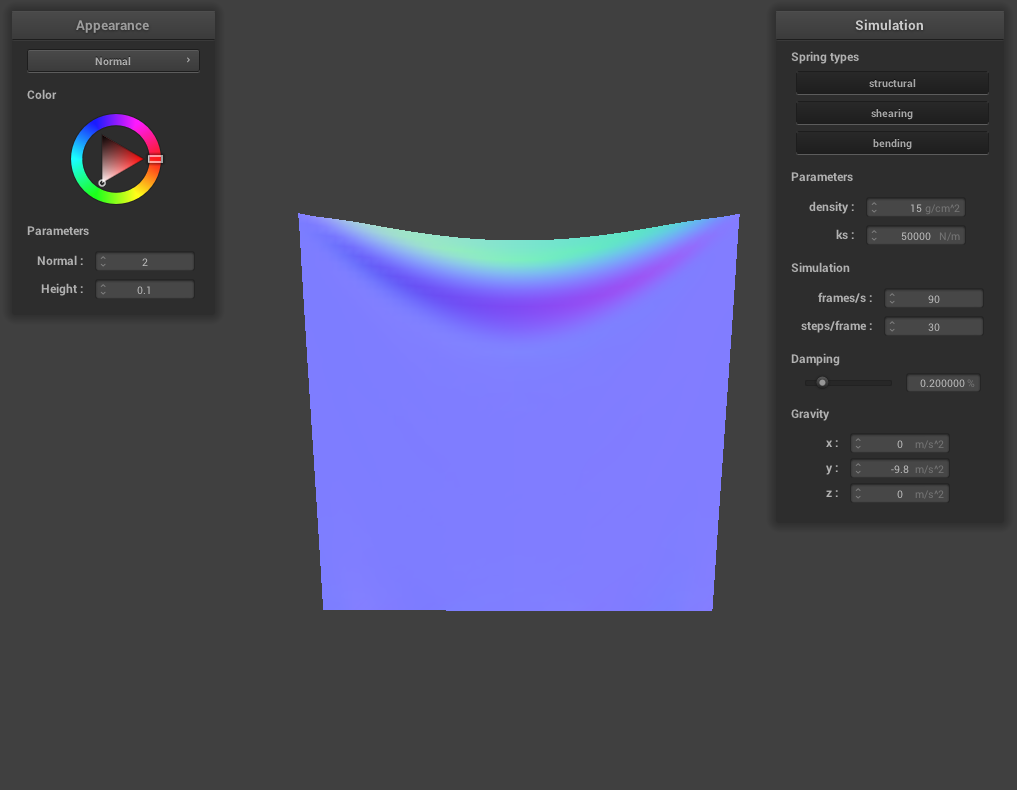 Appearance
Normal ›
Color
Parameters
Normal : 2
Height : 0.1
Simulation
Spring types
structural
shearing
bending
Parameters
density : 15 g/cm^2
ks : 50000 N/m
Simulation
frames/s : 90
steps/frame : 30
Damping
0.200000 %
Gravity
x : 0 m/s^2
y : -9.8 m/s^2
z : 0 m/s^2